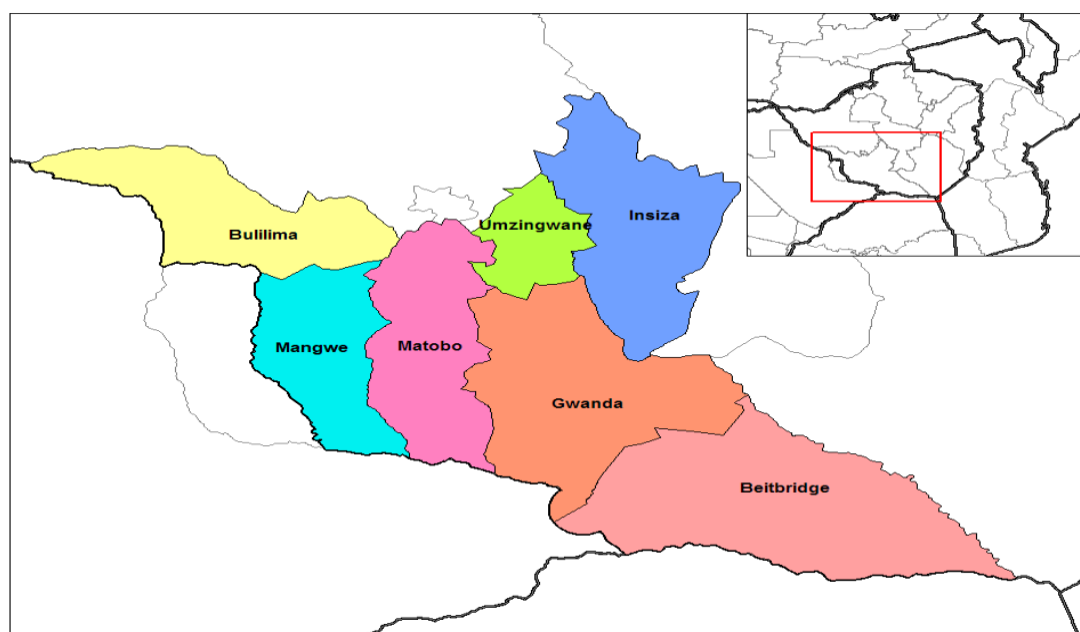 Umzingwane
Insiza
Bulilima
Mangwe
Matobo
Gwanda
Beitbridge